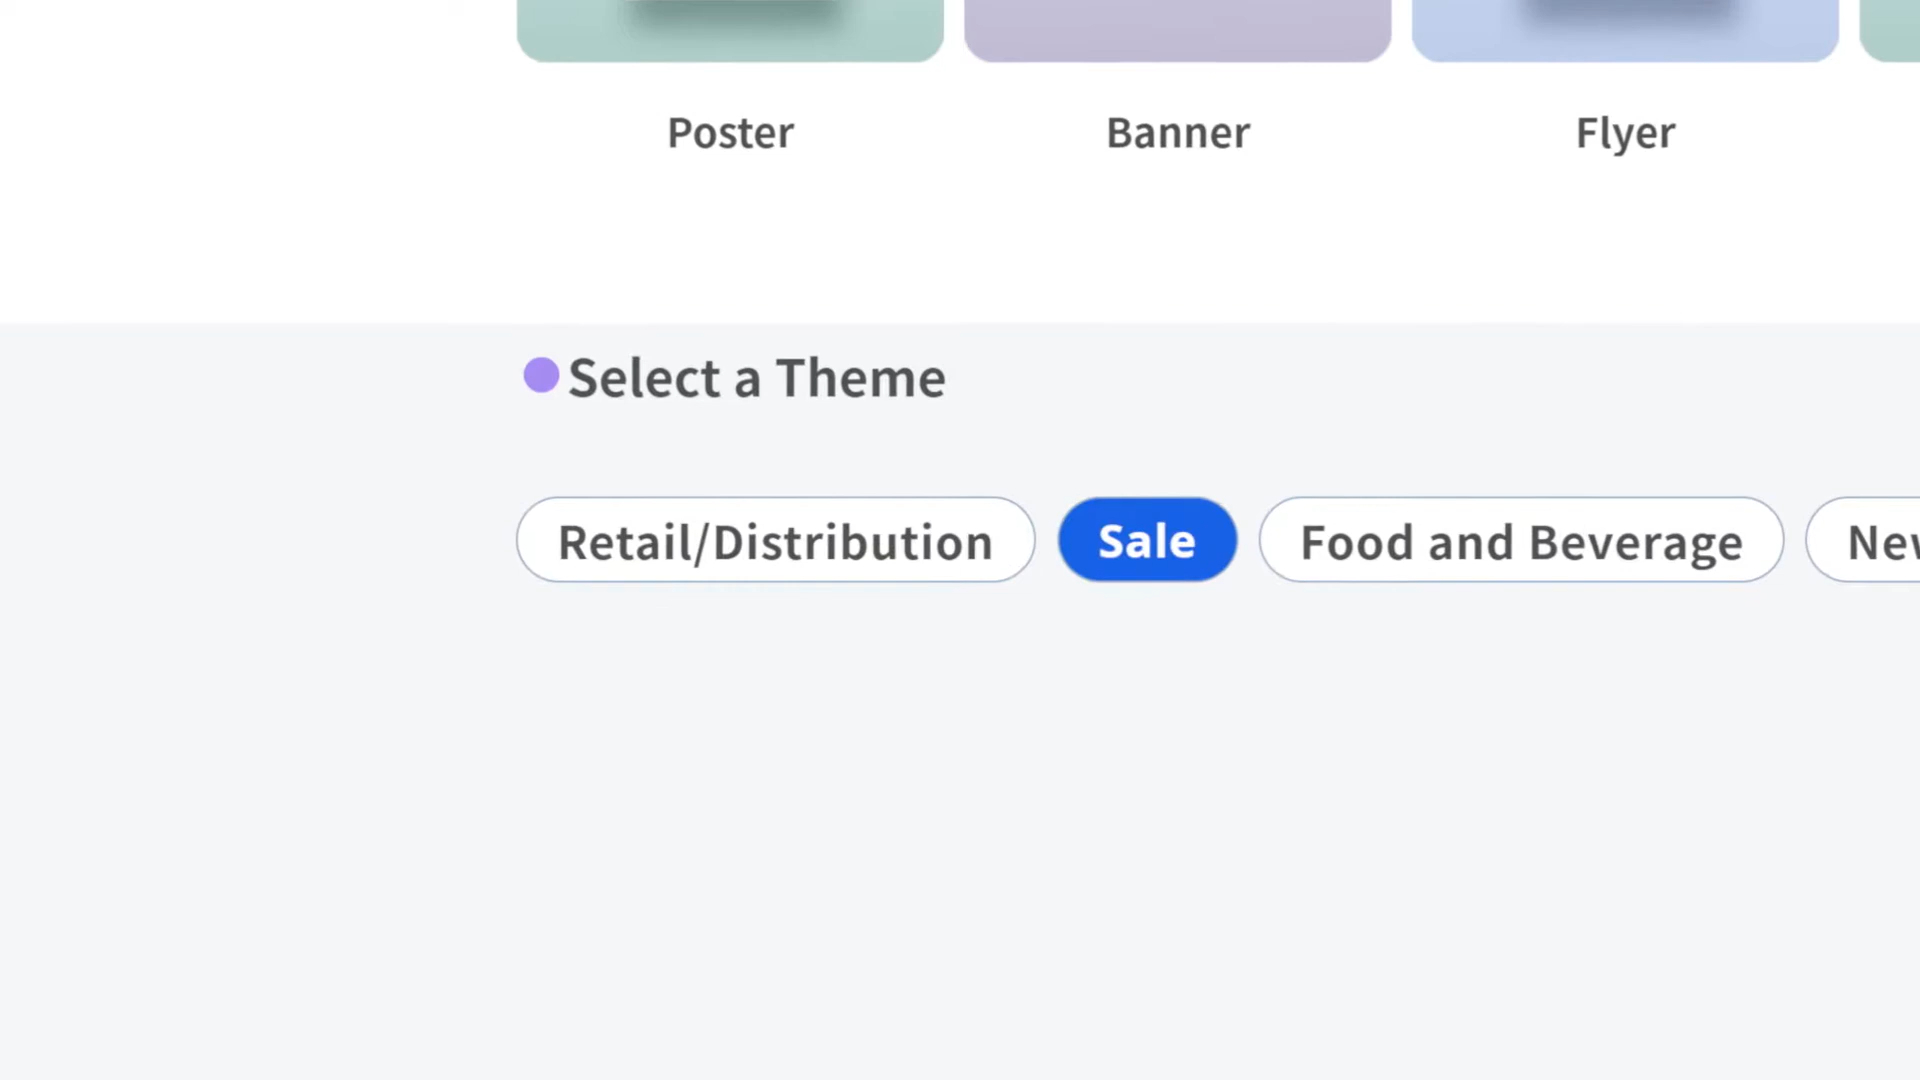 Poster Banner Flyer
Select a Theme
Retail/Distribution Sale Food and Beverage